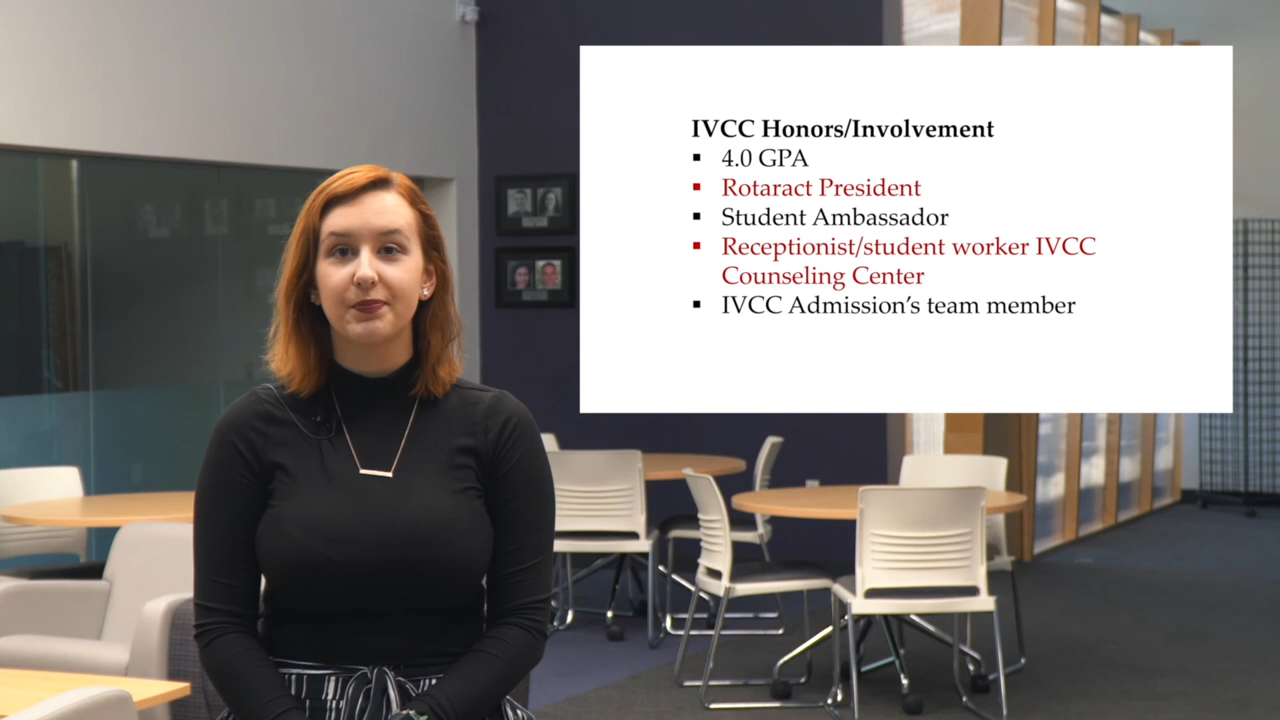 IVCC Honors/Involvement
▪ 4.0 GPA
▪ Rotaract President
▪ Student Ambassador
▪ Receptionist/student worker IVCC
Counseling Center
▪ IVCC Admission's team member